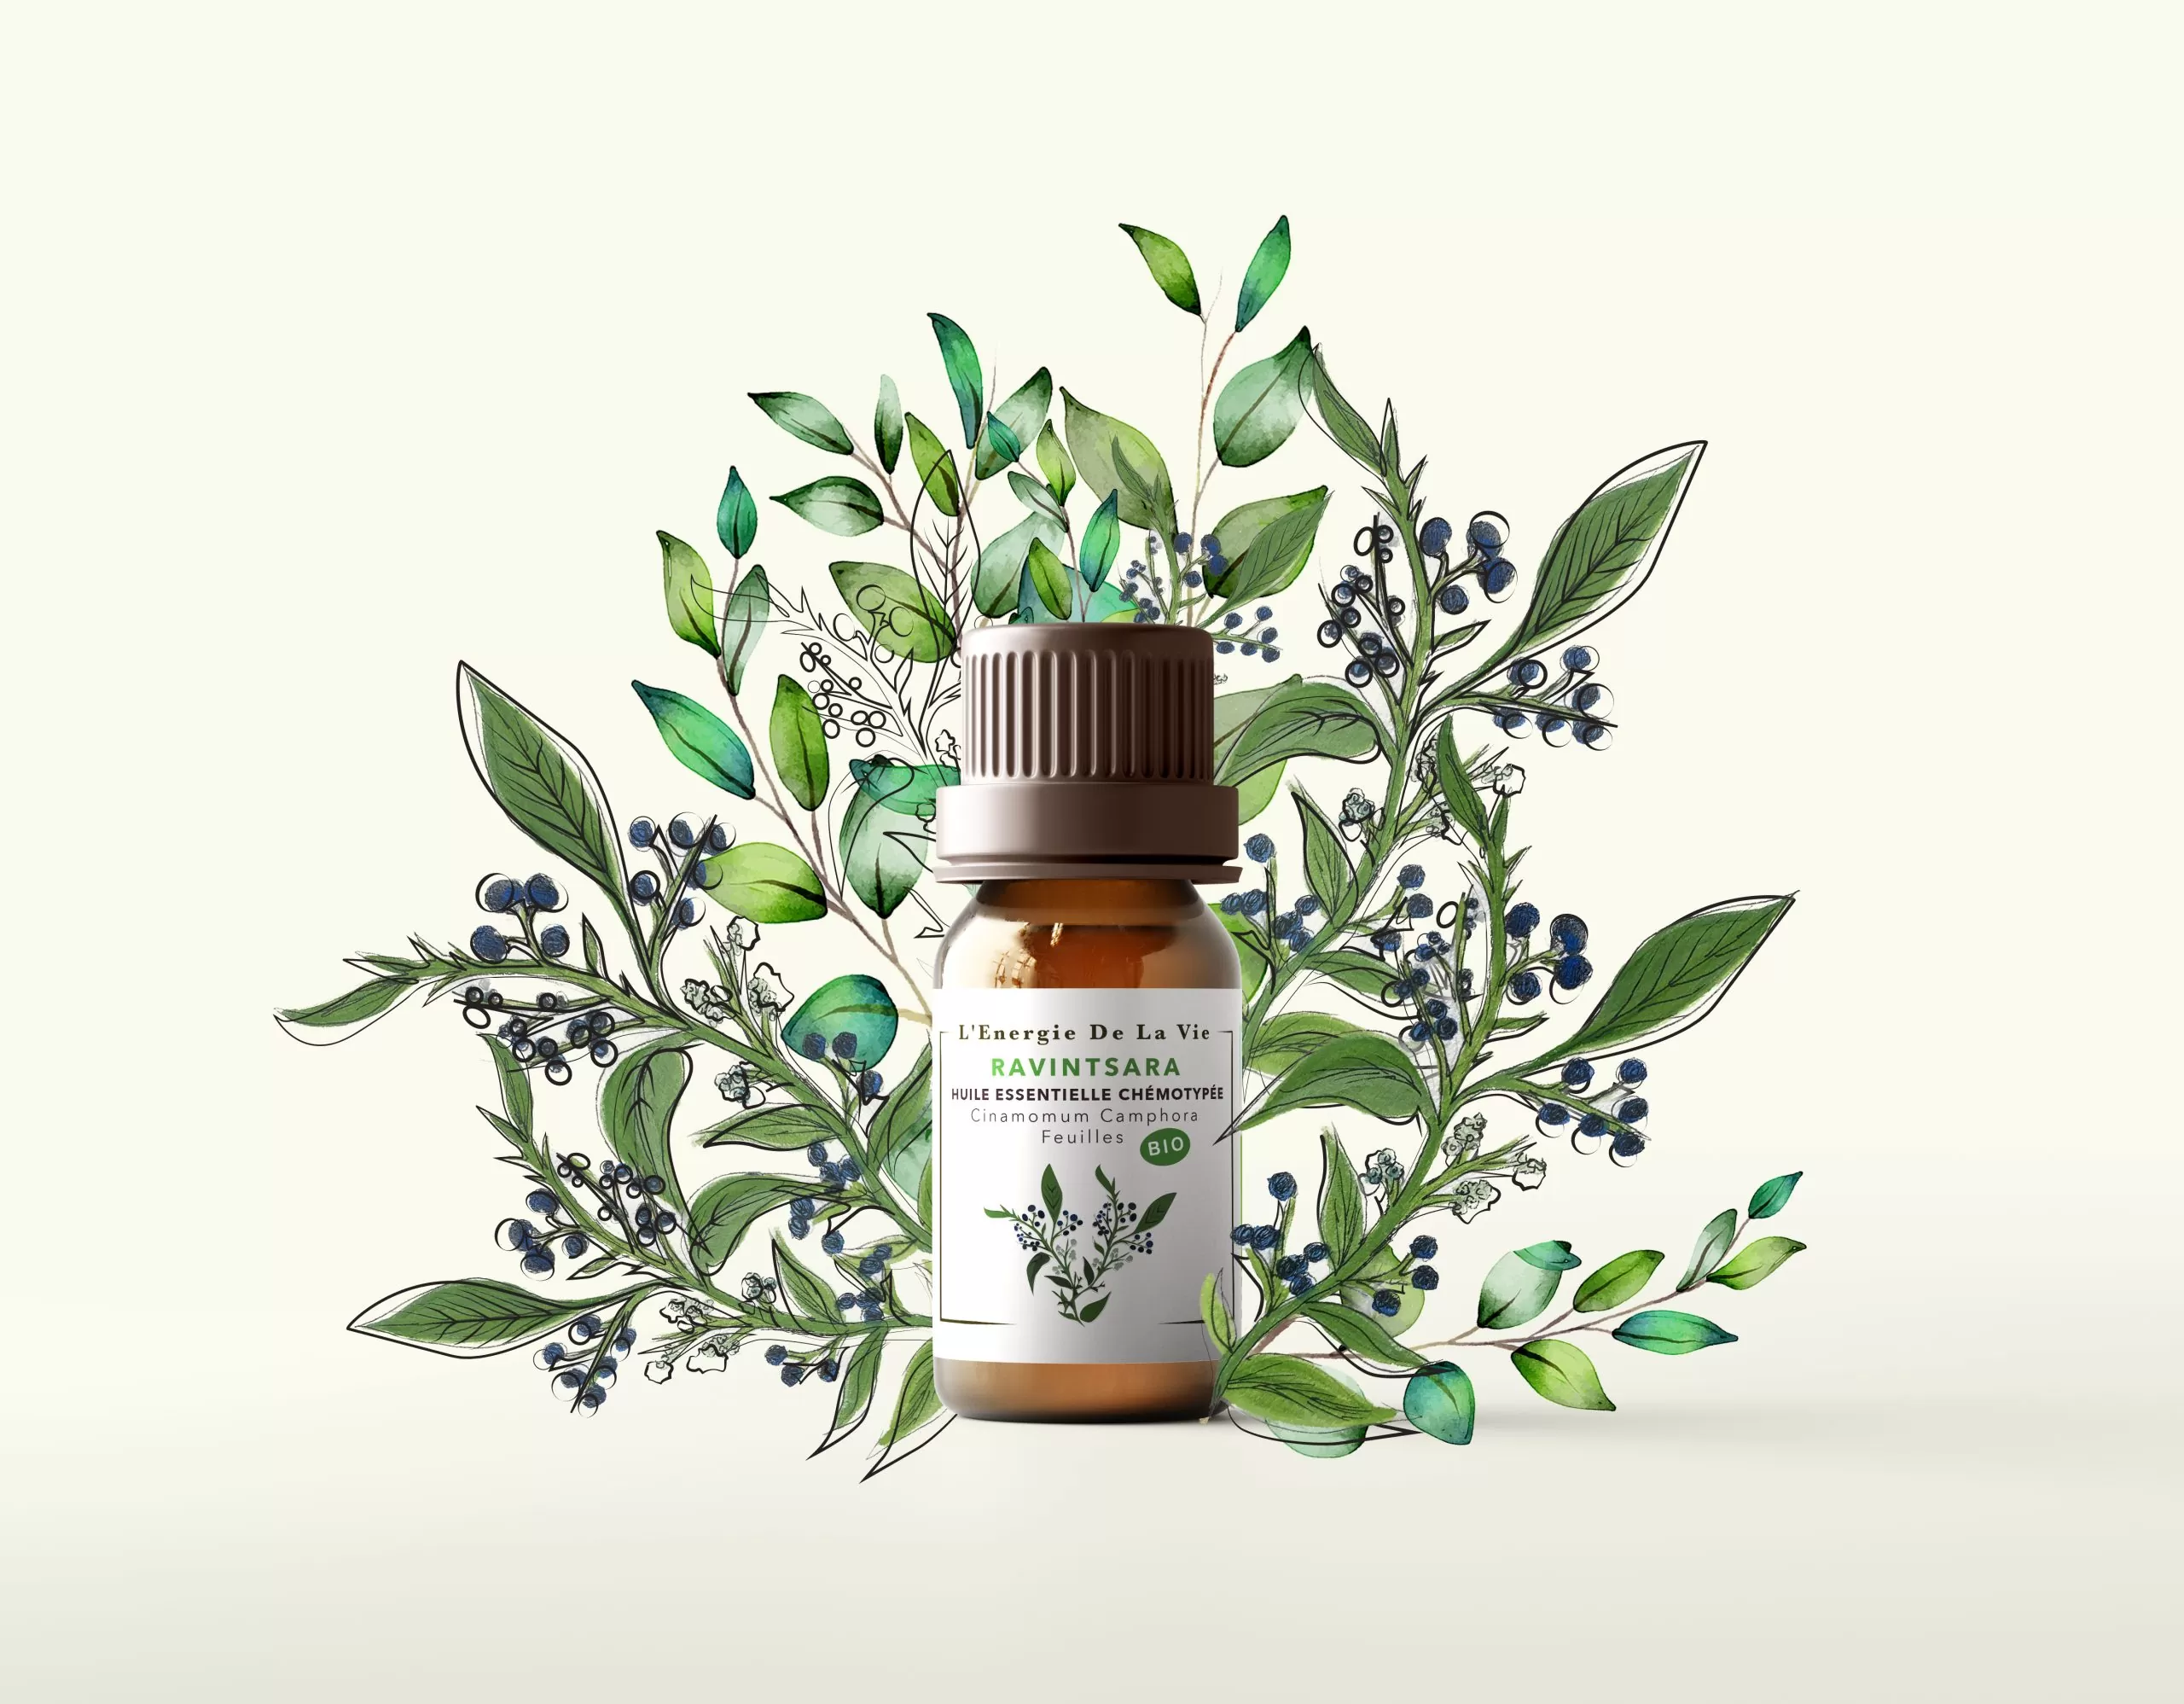 L'Energie De La Vie
RAVINTSARA
HUILE ESSENTIELLE CHÉMOTYPÉE
Cinamomum Camphora
Feuilles
BIO